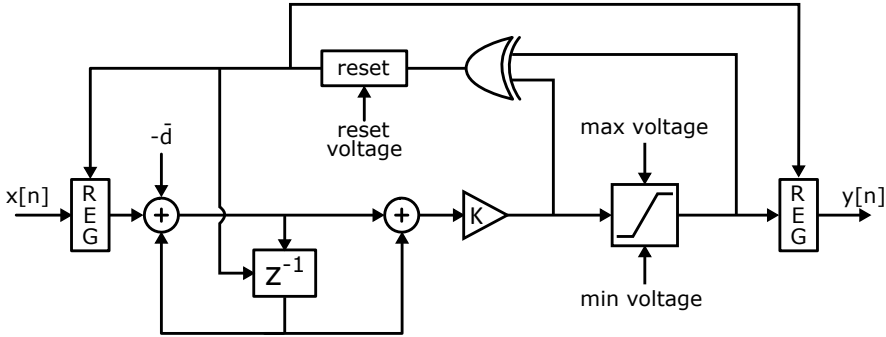 reset
reset
voltage
-d̄
max voltage
x[n]
R
E
G
+
+
K
R
E
G
y[n]
z⁻¹
min voltage